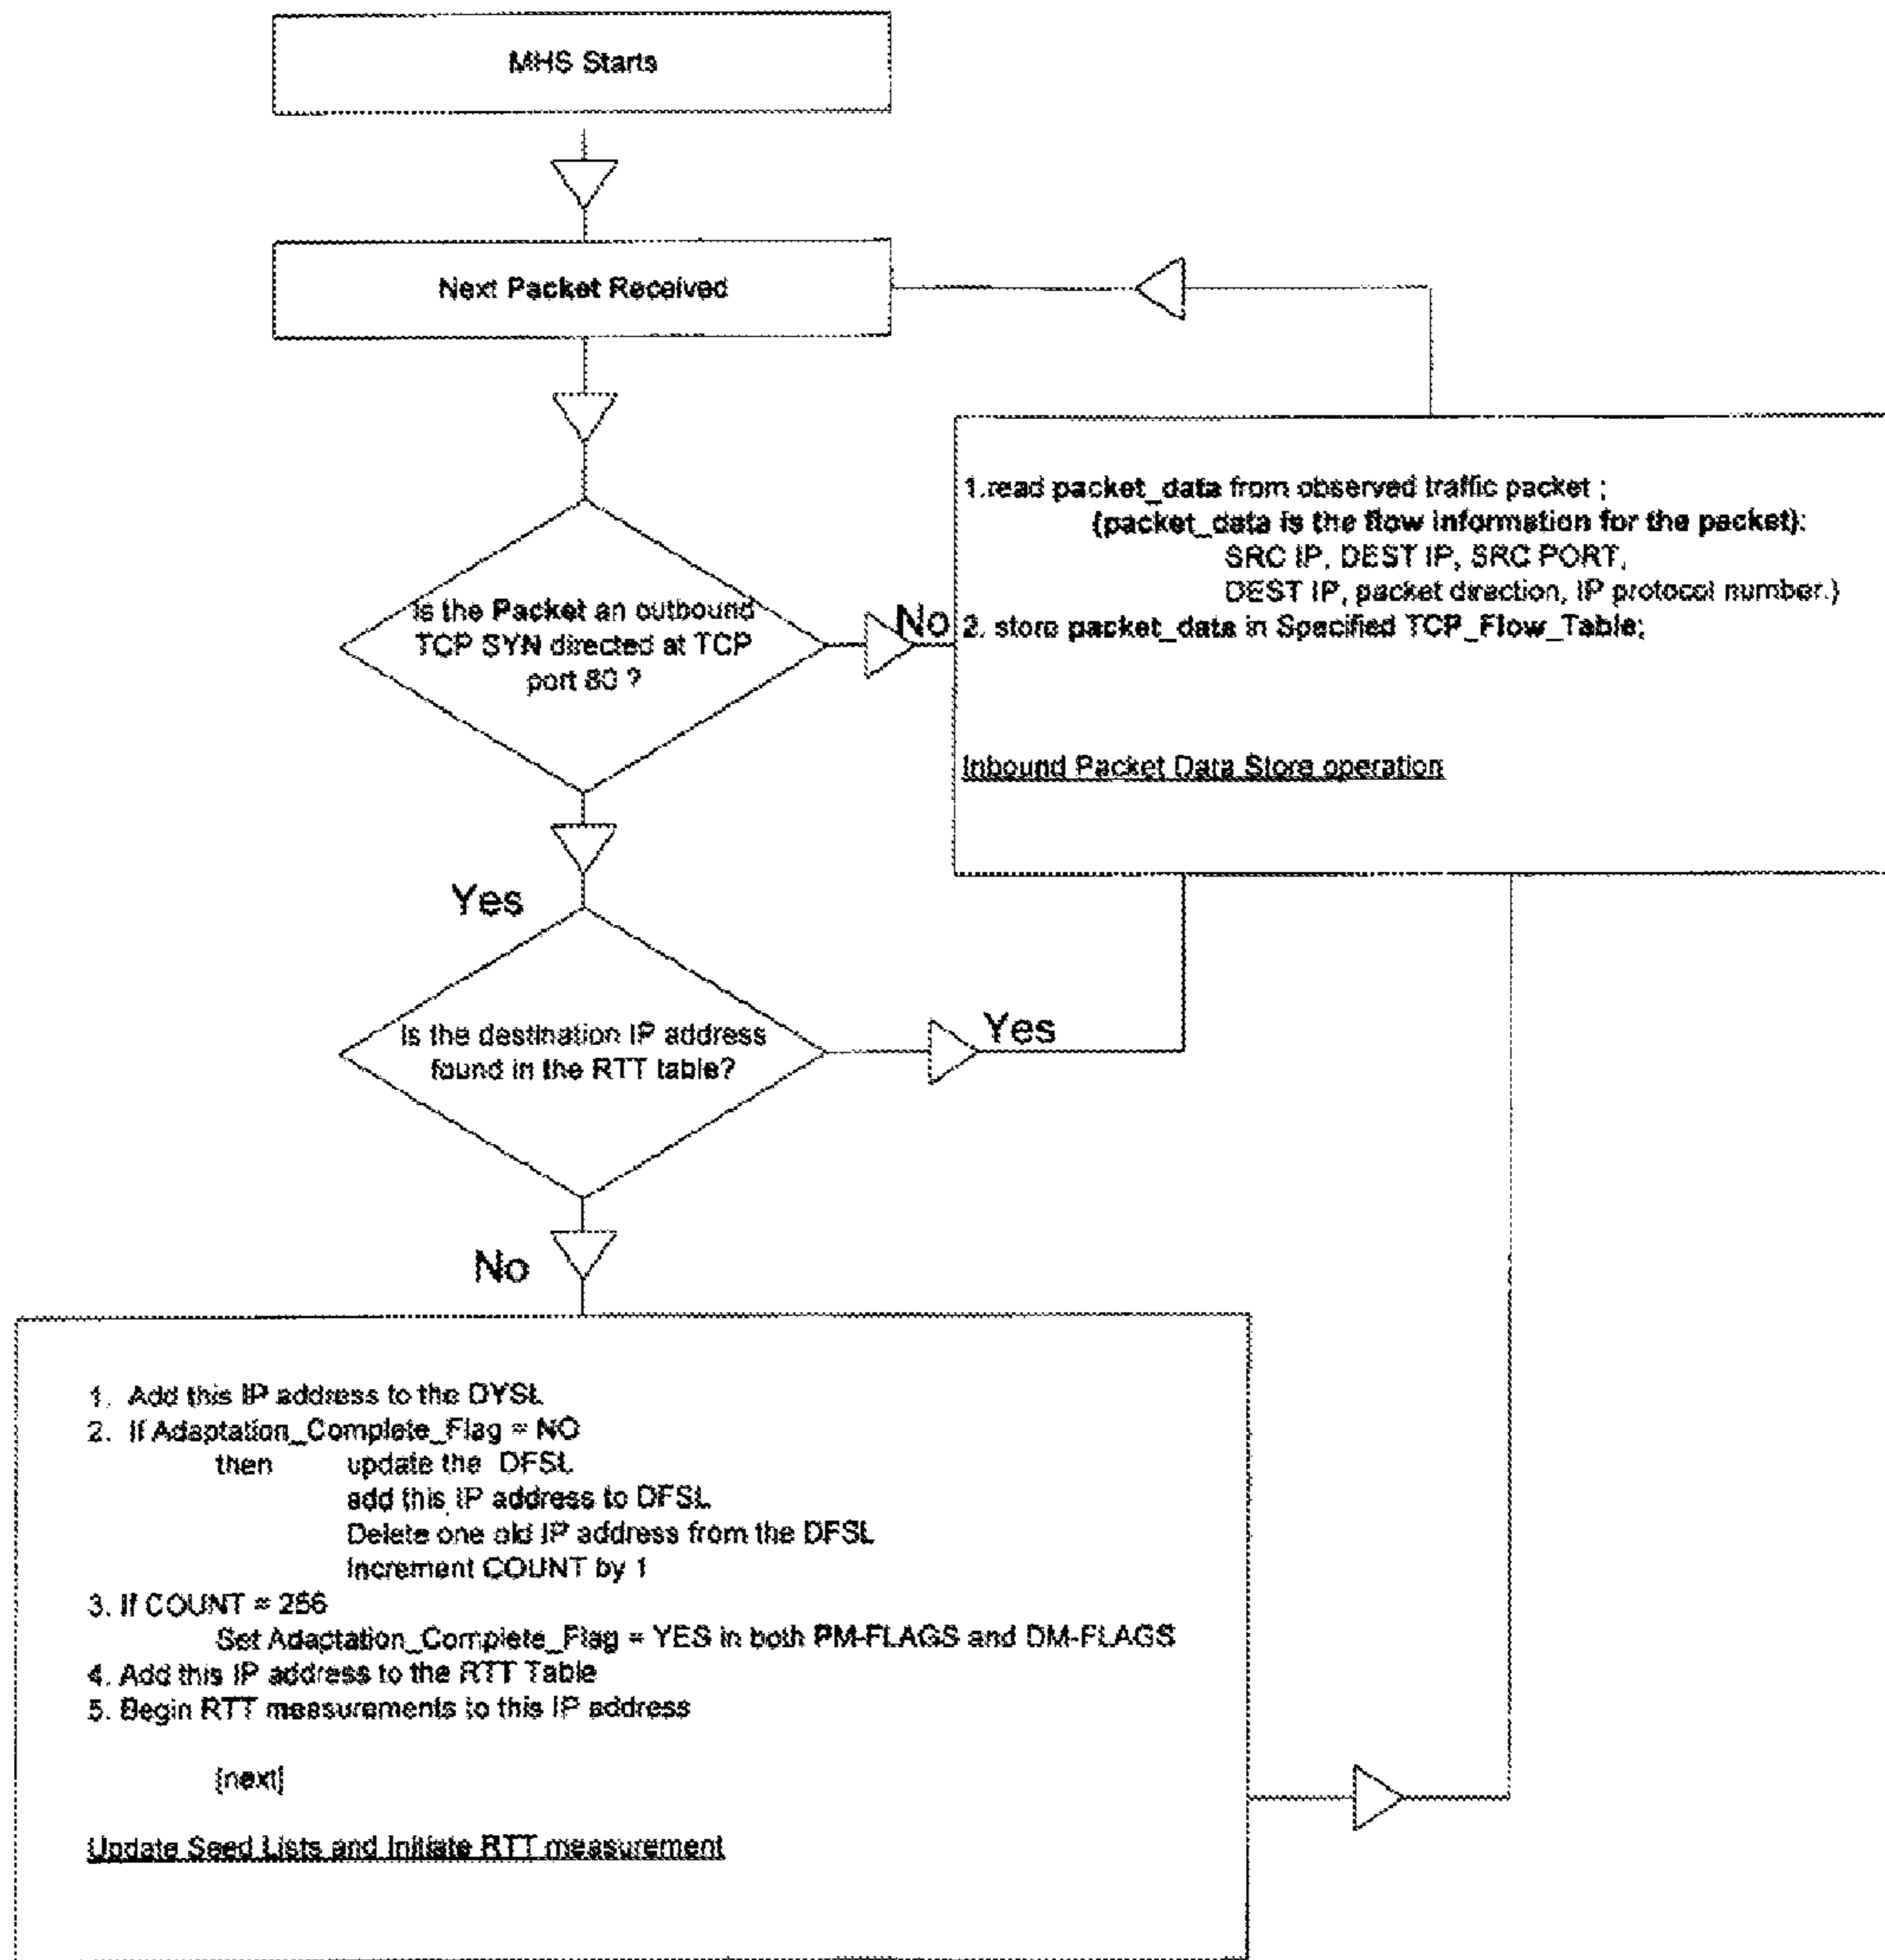 MHS Starts
Next Packet Received
Is the Packet an outbound
TCP SYN directed at TCP
port 80 ?
No
1.read packet_data from observed traffic packet ;
(packet_data is the flow information for the packet):
SRC IP, DEST IP, SRC PORT,
DEST IP, packet direction, IP protocol number.)
2. store packet_data in Specified TCP_Flow_Table;
Inbound Packet Data Store operation
Yes
Is the destination IP address
found in the RTT table?
Yes
No
1. Add this IP address to the DYSL
2. If Adaptation_Complete_Flag = NO
then update the DFSL
add this IP address to DFSL
Delete one old IP address from the DFSL
Increment COUNT by 1
3. If COUNT = 256
Set Adaptation_Complete_Flag = YES in both PM-FLAGS and DM-FLAGS
4. Add this IP address to the RTT Table
5. Begin RTT measurements to this IP address
[next]
Update Seed Lists and Initiate RTT measurement